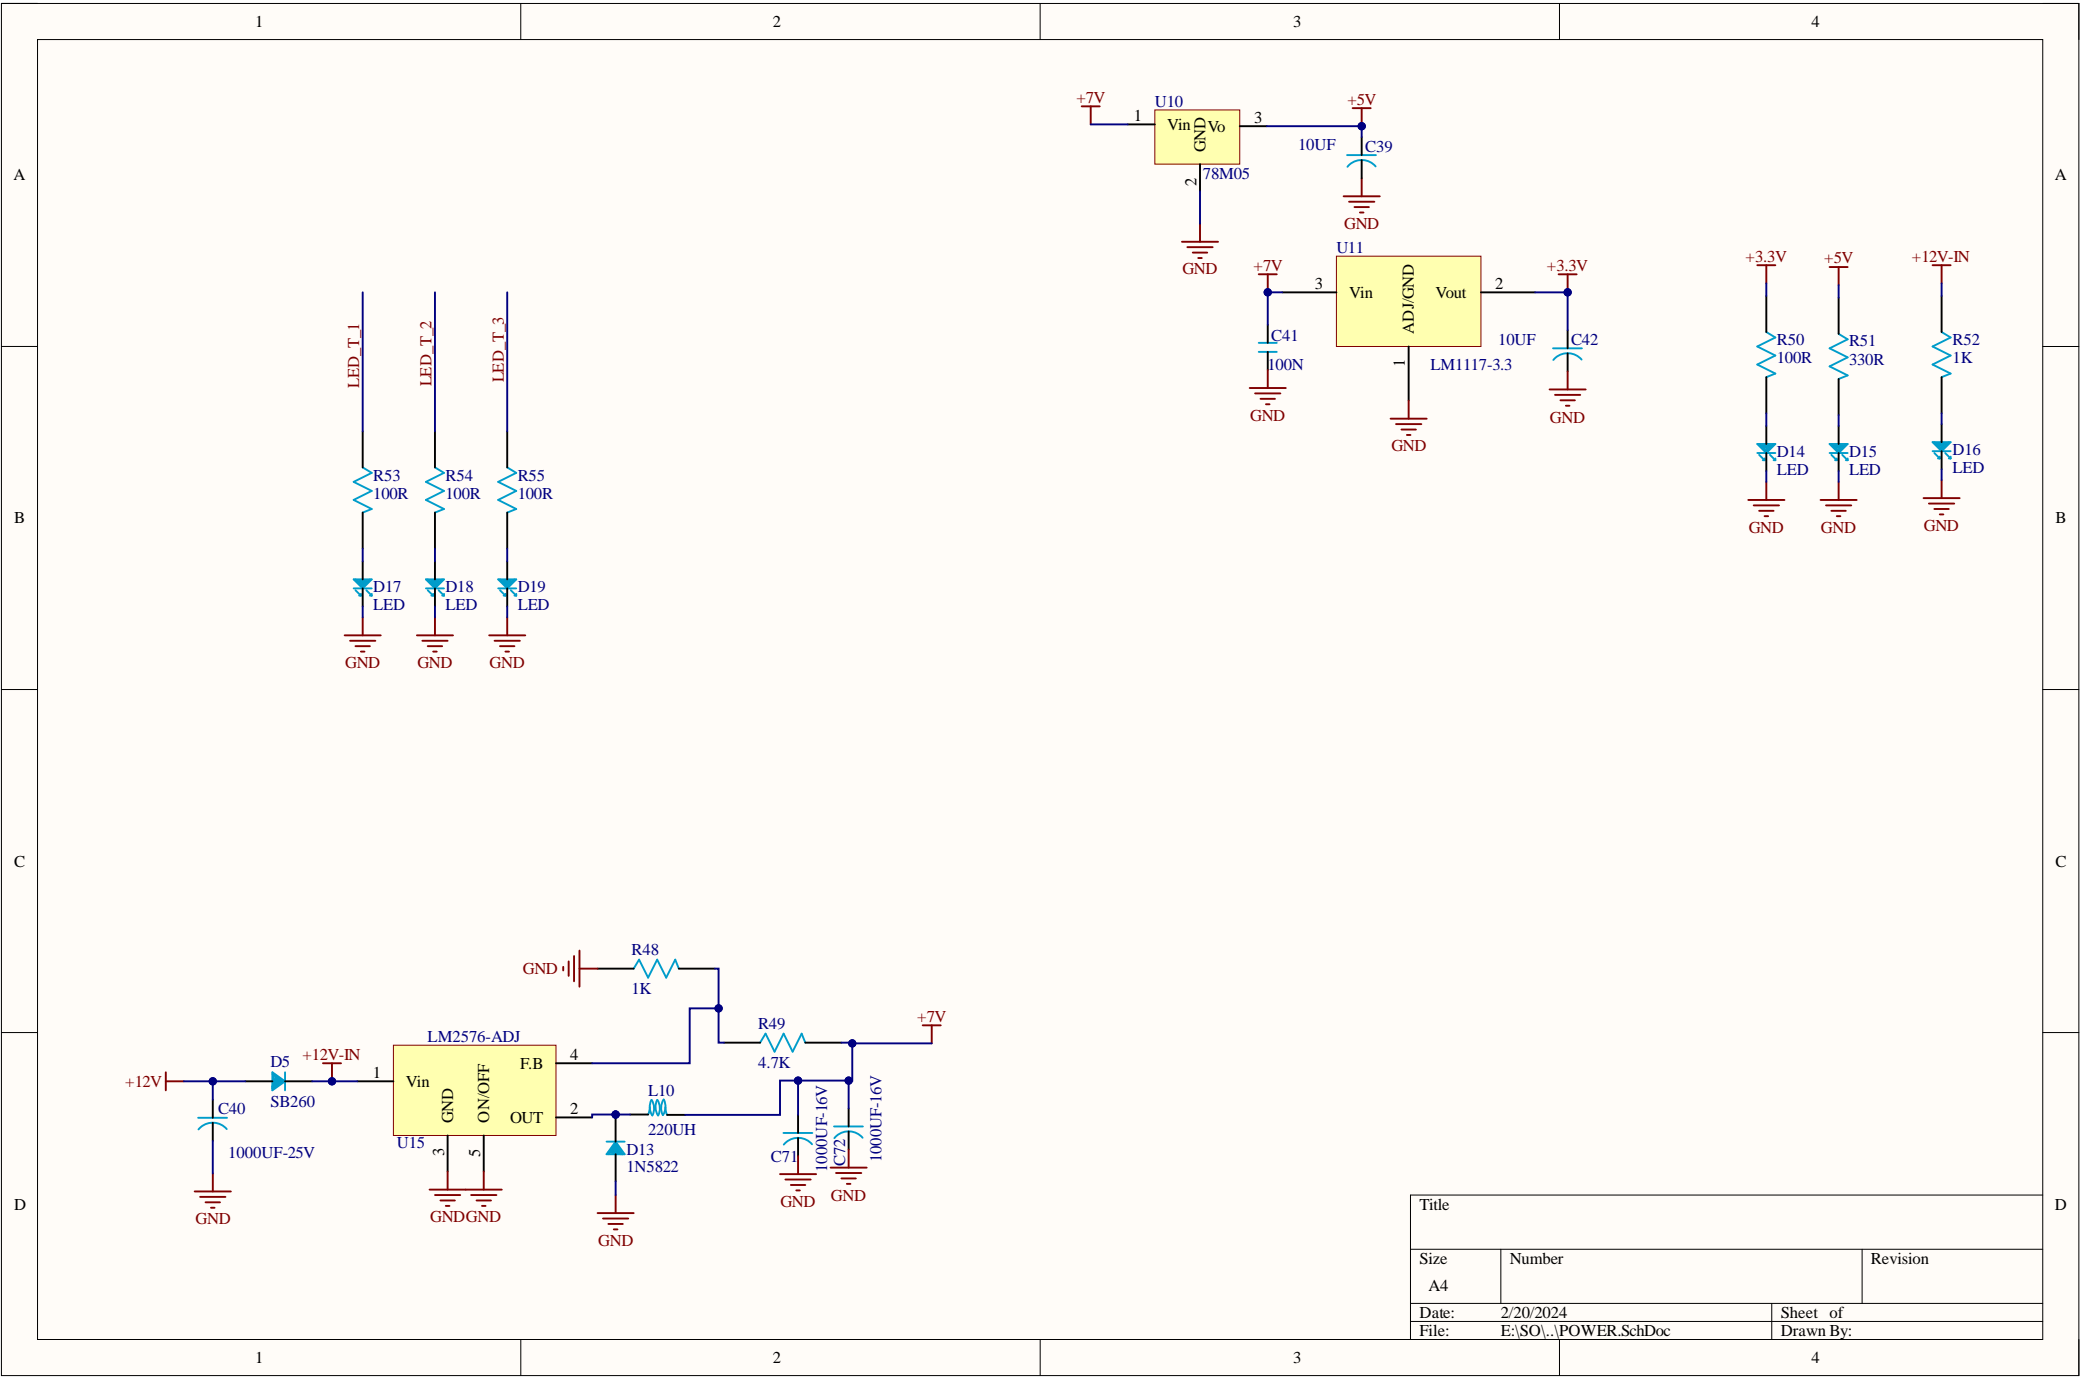 1
2
3
4
A
A
B
B
C
C
D
D
1
2
3
4
+7V
U10
1
Vin
GND
Vo
3
2
78M05
GND
+5V
10UF
C39
GND
U11
+7V
3
Vin
ADJ/GND
Vout
2
+3.3V
C41
100N
GND
1
LM1117-3.3
GND
10UF
C42
GND
+3.3V
+5V
+12V-IN
R50
100R
R51
330R
R52
1K
D14
LED
D15
LED
D16
LED
GND
GND
GND
LED_T_1
LED_T_2
LED_T_3
R53
100R
R54
100R
R55
100R
D17
LED
D18
LED
D19
LED
GND
GND
GND
GND
R48
1K
R49
4.7K
+7V
LM2576-ADJ
+12V
D5
SB260
+12V-IN
1
Vin
GND
ON/OFF
F.B
4
OUT
2
U15
3
5
GND
GND
C40
1000UF-25V
GND
L10
220UH
D13
1N5822
GND
C71
1000UF-16V
GND
C72
1000UF-16V
GND
Title
Size
Number
Revision
A4
Date:
2/20/2024
Sheet of
File:
E:\SO\..\POWER.SchDoc
Drawn By: